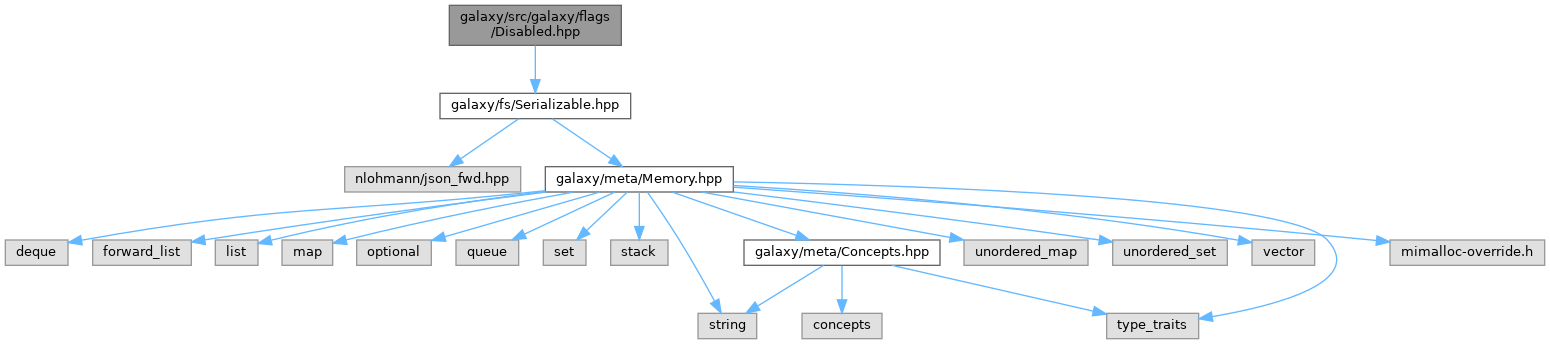 galaxy/src/galaxy/flags
/Disabled.hpp
galaxy/fs/Serializable.hpp
nlohmann/json_fwd.hpp
galaxy/meta/Memory.hpp
deque
forward_list
list
map
optional
queue
set
stack
galaxy/meta/Concepts.hpp
unordered_map
unordered_set
vector
mimalloc-override.h
string
concepts
type_traits